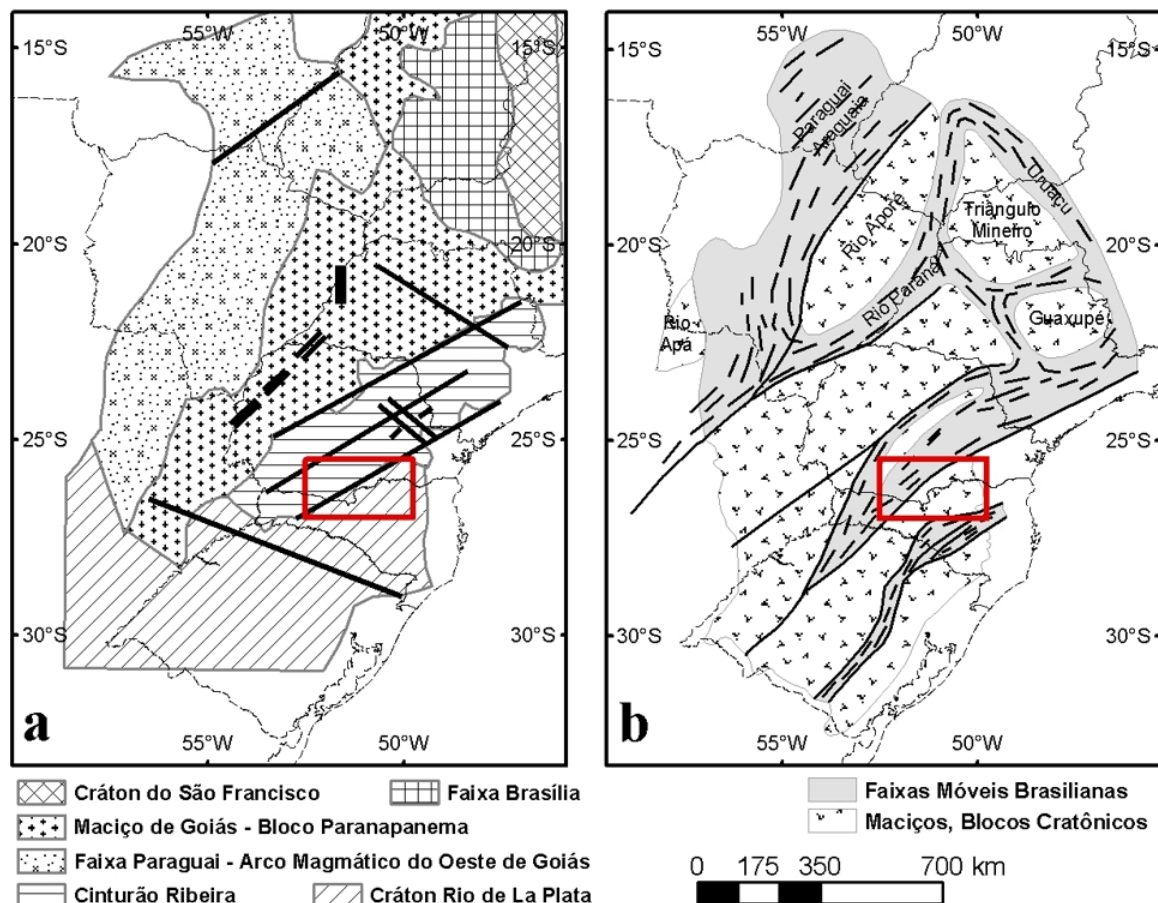 55°W
50°W
15°S
15°S
20°S
20°S
25°S
25°S
30°S
30°S
55°W
50°W
a
55°W
50°W
15°S
15°S
Paraguai
Araguaia
Uruaçu
Rio Aporé
Triângulo
Mineiro
20°S
20°S
Rio Paraná
Guaxupé
Rio
Apá
25°S
25°S
30°S
30°S
55°W
50°W
b
Cráton do São Francisco
Faixa Brasília
Maciço de Goiás - Bloco Paranapanema
Faixa Paraguai - Arco Magmático do Oeste de Goiás
Cinturão Ribeira
Cráton Rio de La Plata
Faixas Móveis Brasilianas
Maciços, Blocos Cratônicos
0 175 350 700 km